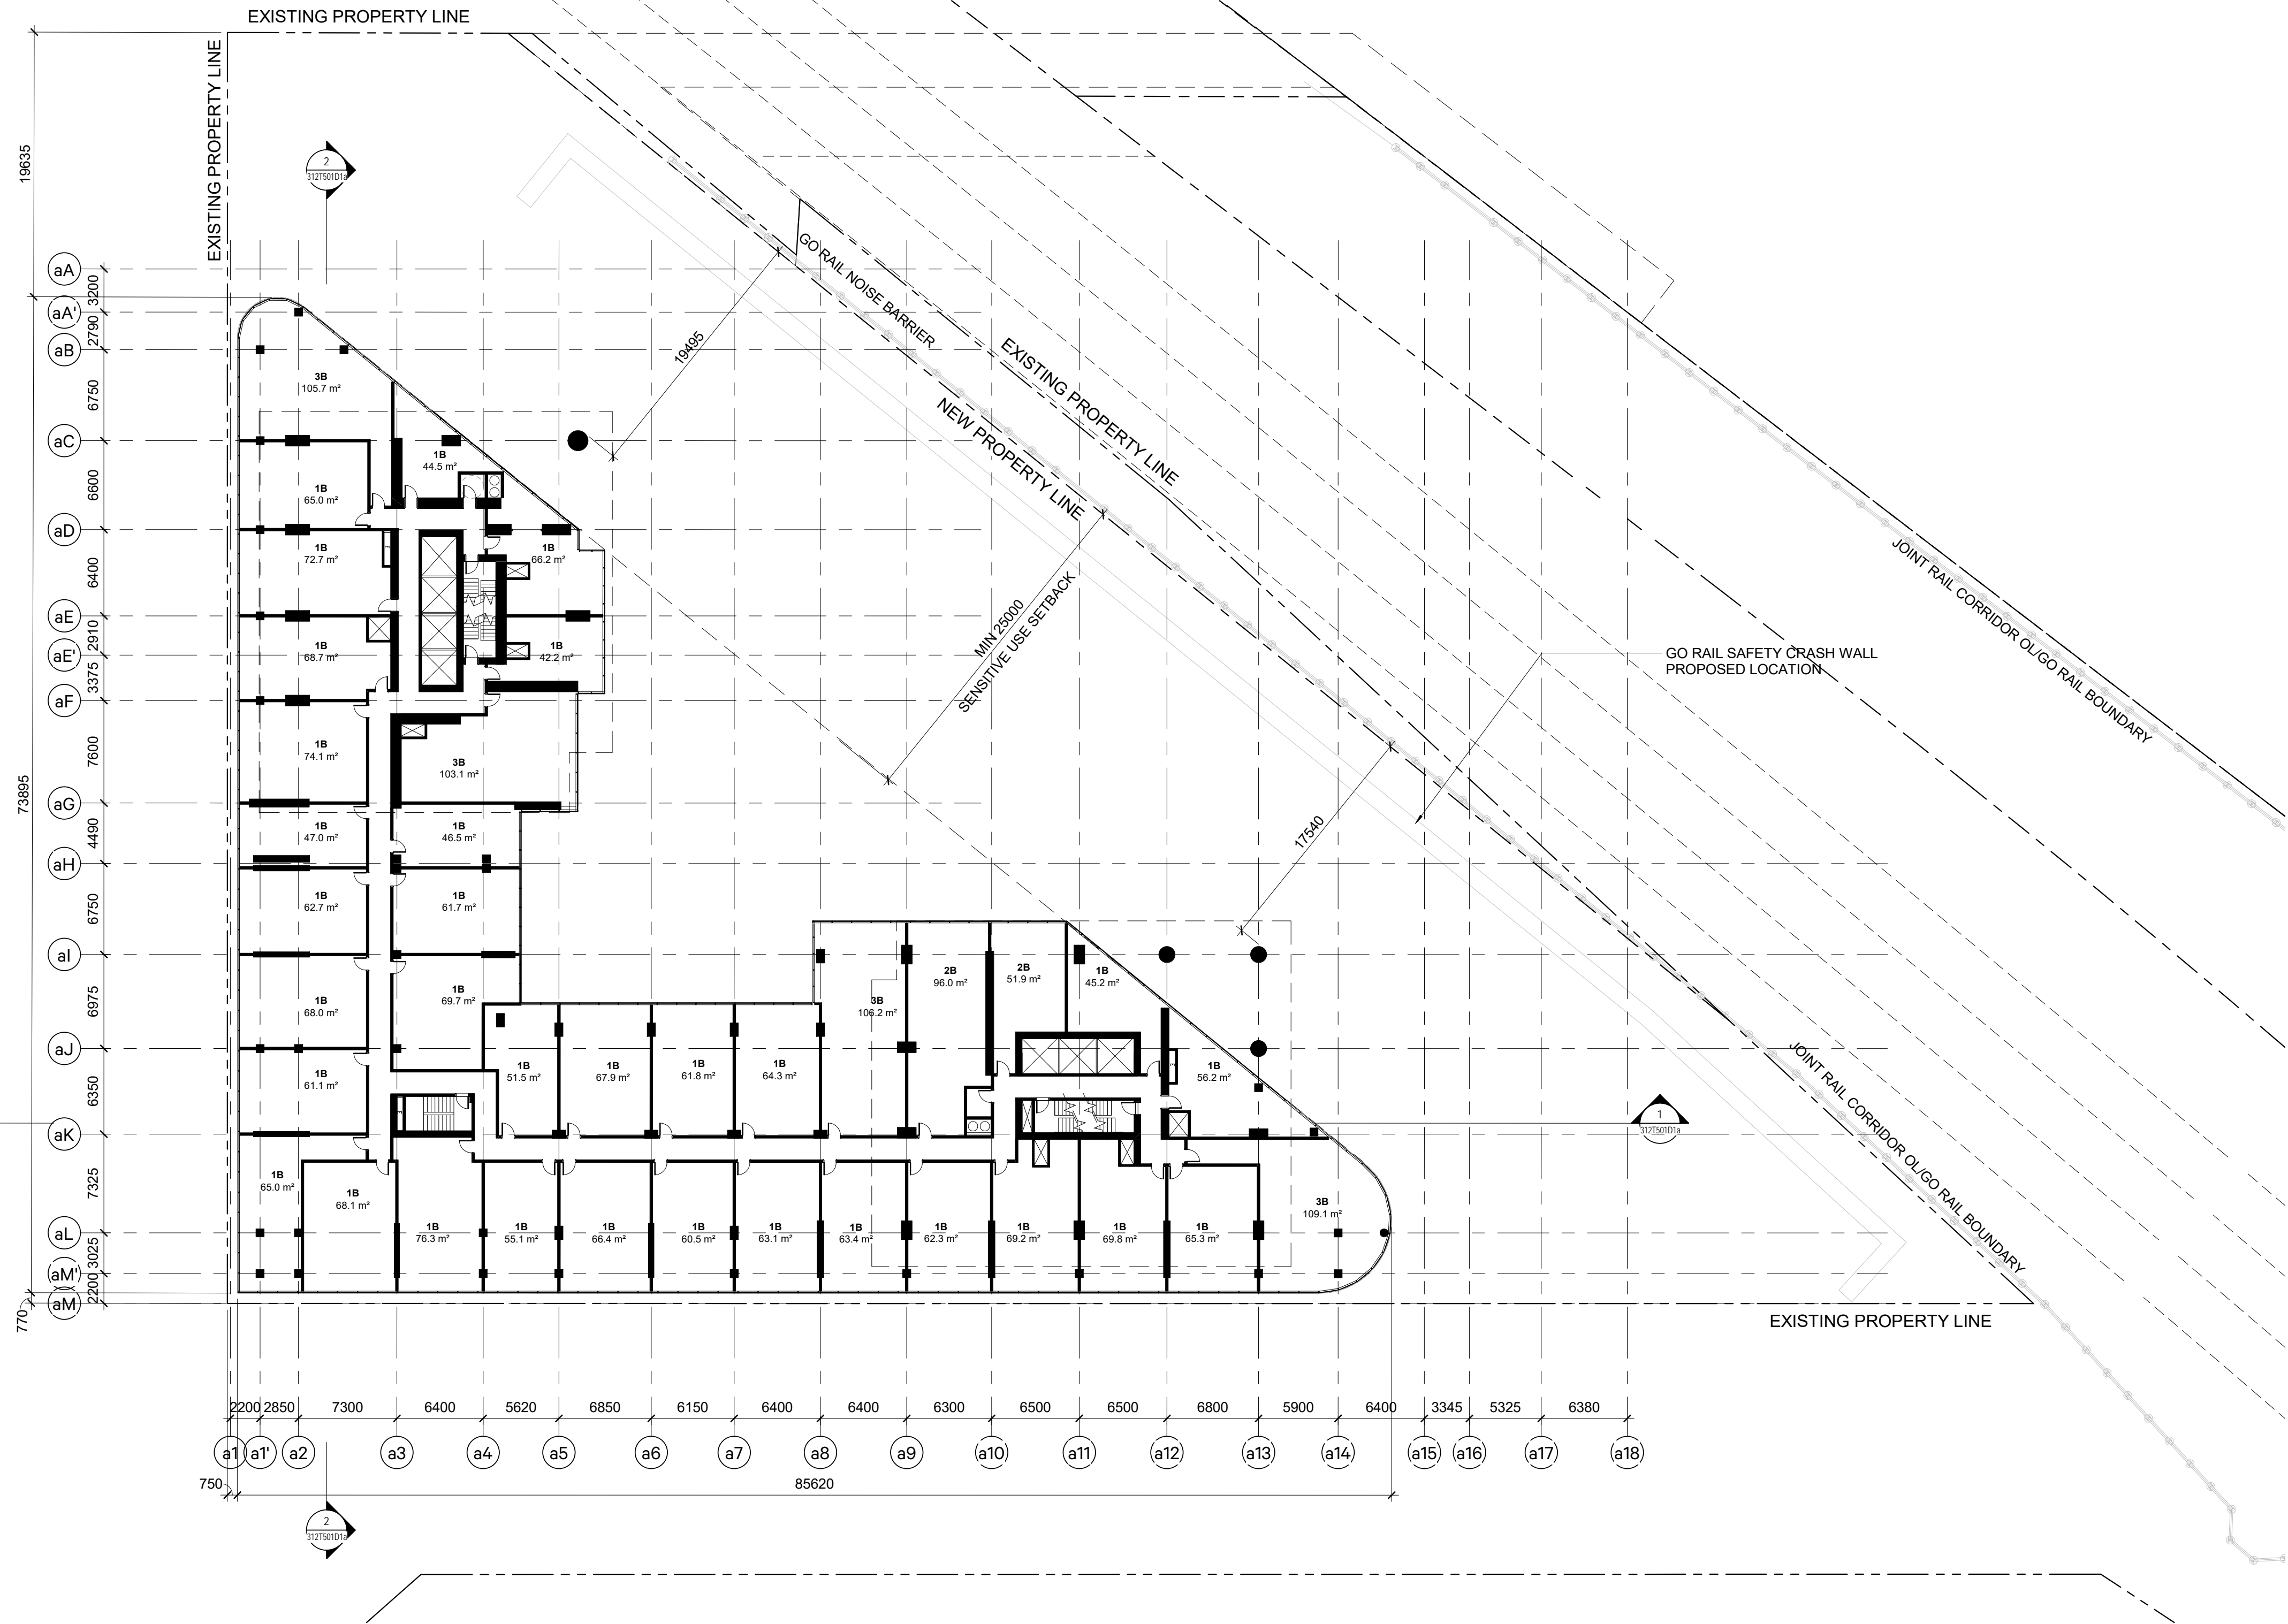 EXISTING PROPERTY LINE
EXISTING PROPERTY LINE
19635
73895
770
2
312T501D1a
aA
3200
aA'
2790
aB
6750
aC
6600
aD
6400
aE
2910
aE'
3375
aF
7600
aG
4490
aH
6750
aI
6975
aJ
6350
aK
7325
aL
3025
aM'
2200
aM
GO RAIL NOISE BARRIER
EXISTING PROPERTY LINE
NEW PROPERTY LINE
19495
MIN 25000
SENSITIVE USE SETBACK
17540
GO RAIL SAFETY CRASH WALL
PROPOSED LOCATION
JOINT RAIL CORRIDOR OL/GO RAIL BOUNDARY
JOINT RAIL CORRIDOR OL/GO RAIL BOUNDARY
3B
105.7 m²
1B
44.5 m²
1B
65.0 m²
1B
72.7 m²
1B
66.2 m²
1B
68.7 m²
1B
42.2 m²
1B
74.1 m²
3B
103.1 m²
1B
47.0 m²
1B
46.5 m²
1B
62.7 m²
1B
61.7 m²
1B
68.0 m²
1B
69.7 m²
3B
106.2 m²
2B
96.0 m²
2B
51.9 m²
1B
45.2 m²
1B
61.1 m²
1B
51.5 m²
1B
67.9 m²
1B
61.8 m²
1B
64.3 m²
1B
56.2 m²
1
312T501D1a
1B
65.0 m²
1B
68.1 m²
1B
76.3 m²
1B
55.1 m²
1B
66.4 m²
1B
60.5 m²
1B
63.1 m²
1B
63.4 m²
1B
62.3 m²
1B
69.2 m²
1B
69.8 m²
1B
65.3 m²
3B
109.1 m²
EXISTING PROPERTY LINE
2200 2850 7300 6400 5620 6850 6150 6400 6400 6300 6500 6500 6800 5900 6400 3345 5325 6380
a1 a1' a2 a3 a4 a5 a6 a7 a8 a9 a10 a11 a12 a13 a14 a15 a16 a17 a18
750 85620
2
312T501D1a